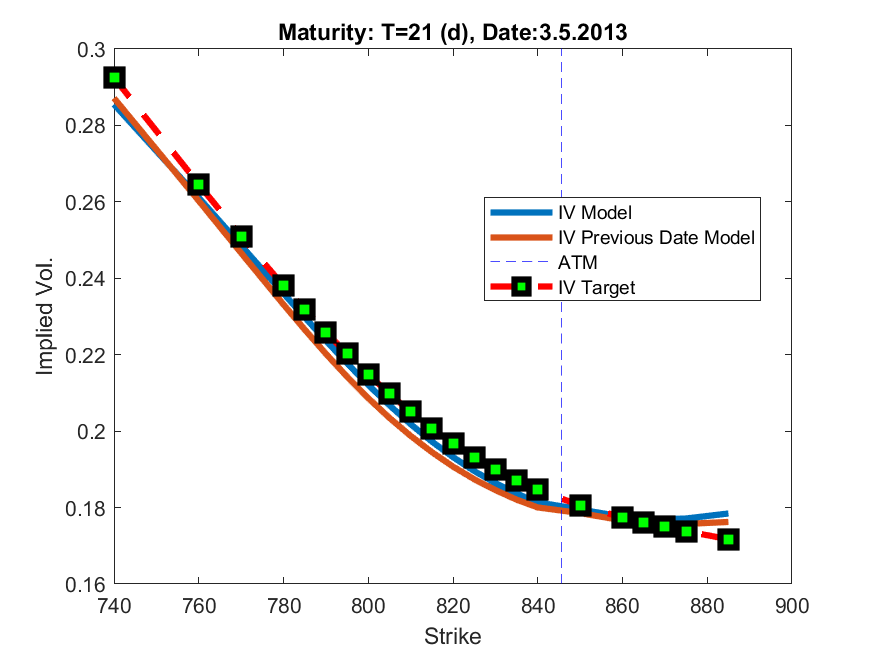 Maturity: T=21 (d), Date:3.5.2013
0.3
0.28
0.26
0.24
0.22
0.2
0.18
0.16
Implied Vol.
IV Model
IV Previous Date Model
ATM
IV Target
740
760
780
800
820
840
860
880
900
Strike